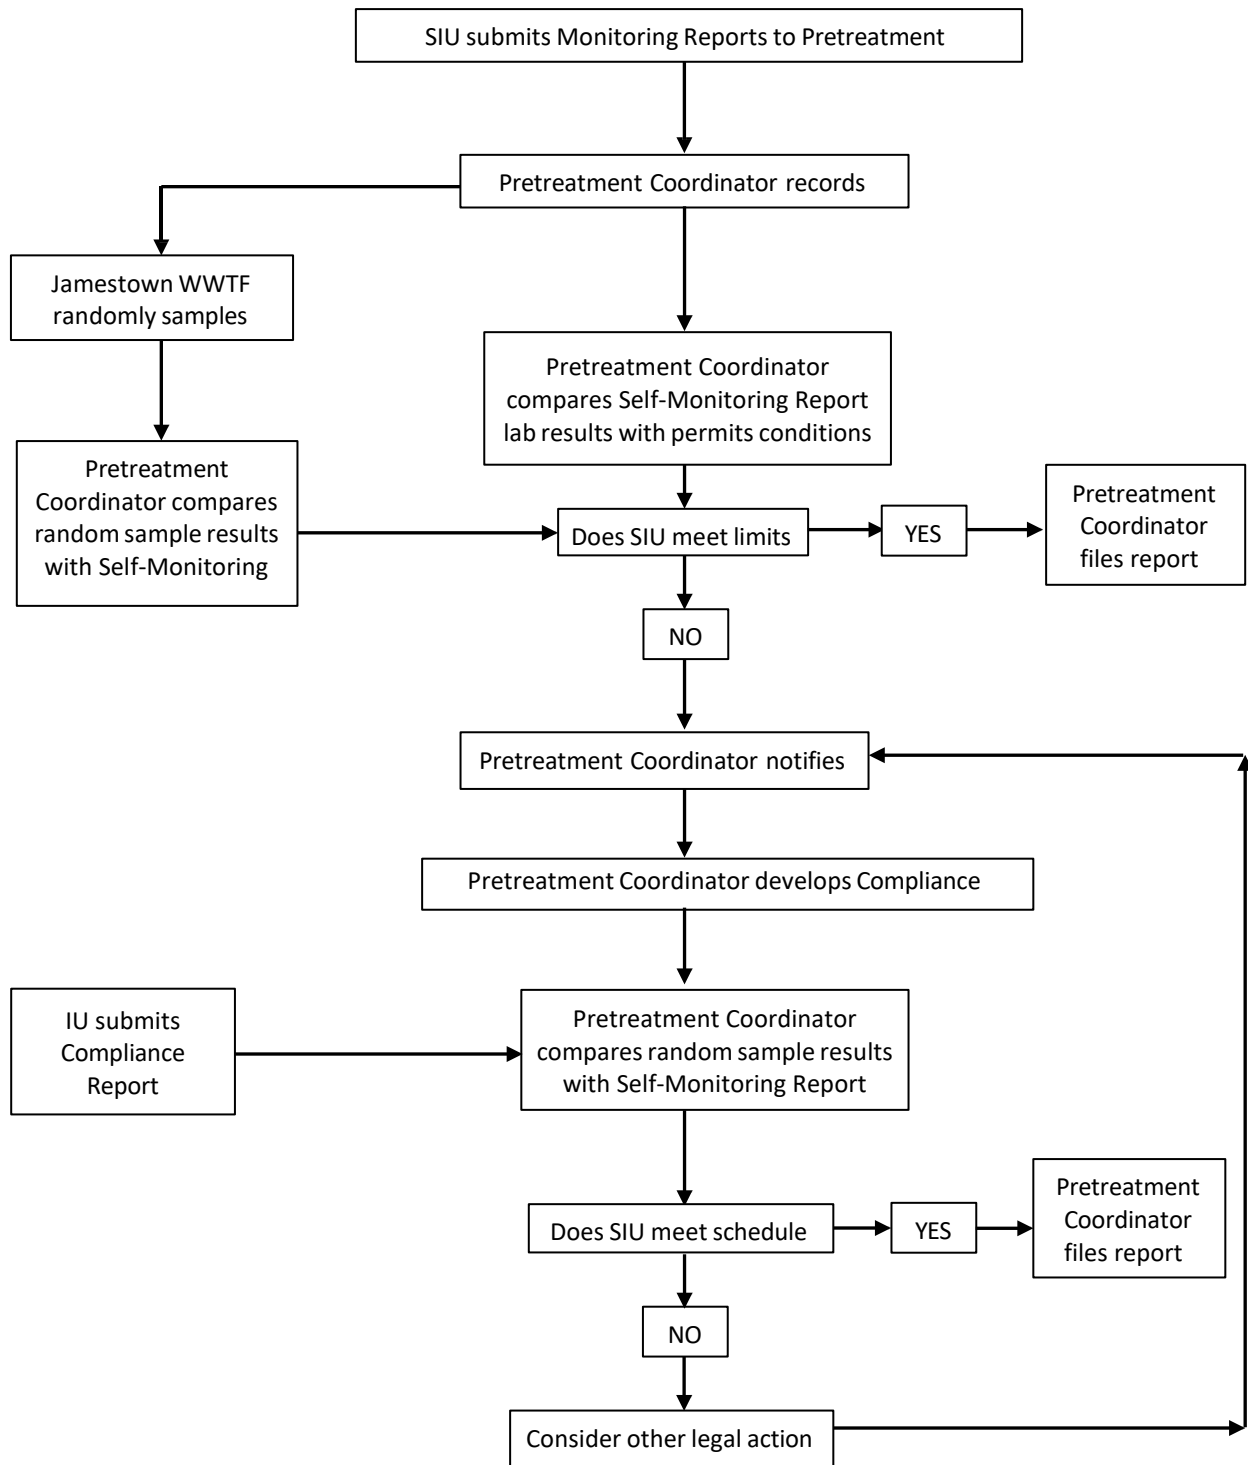 SIU submits Monitoring Reports to Pretreatment
Pretreatment Coordinator records
Jamestown WWTF
randomly samples
Pretreatment Coordinator
compares Self-Monitoring Report
lab results with permits conditions
Pretreatment
Coordinator compares
random sample results
with Self-Monitoring
Does SIU meet limits
YES
Pretreatment
Coordinator
files report
NO
Pretreatment Coordinator notifies
Pretreatment Coordinator develops Compliance
IU submits
Compliance
Report
Pretreatment Coordinator
compares random sample results
with Self-Monitoring Report
Does SIU meet schedule
YES
Pretreatment
Coordinator
files report
NO
Consider other legal action